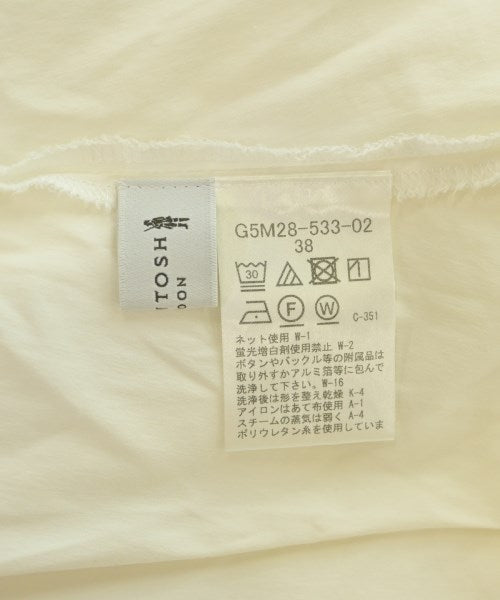 NTOSH
DON
G5M28-533-02
38
30
F
W
C-351
ネット使用 W-1
蛍光増白剤使用禁止 W-2
ボタンやバックル等の附属品は
取り外すかアルミ箔等に包んで
洗浄して下さい。W-16
洗浄後は形を整え乾燥 K-4
アイロンはあて布使用 A-1
スチームの蒸気は弱く A-4
ポリウレタン糸を使用していま